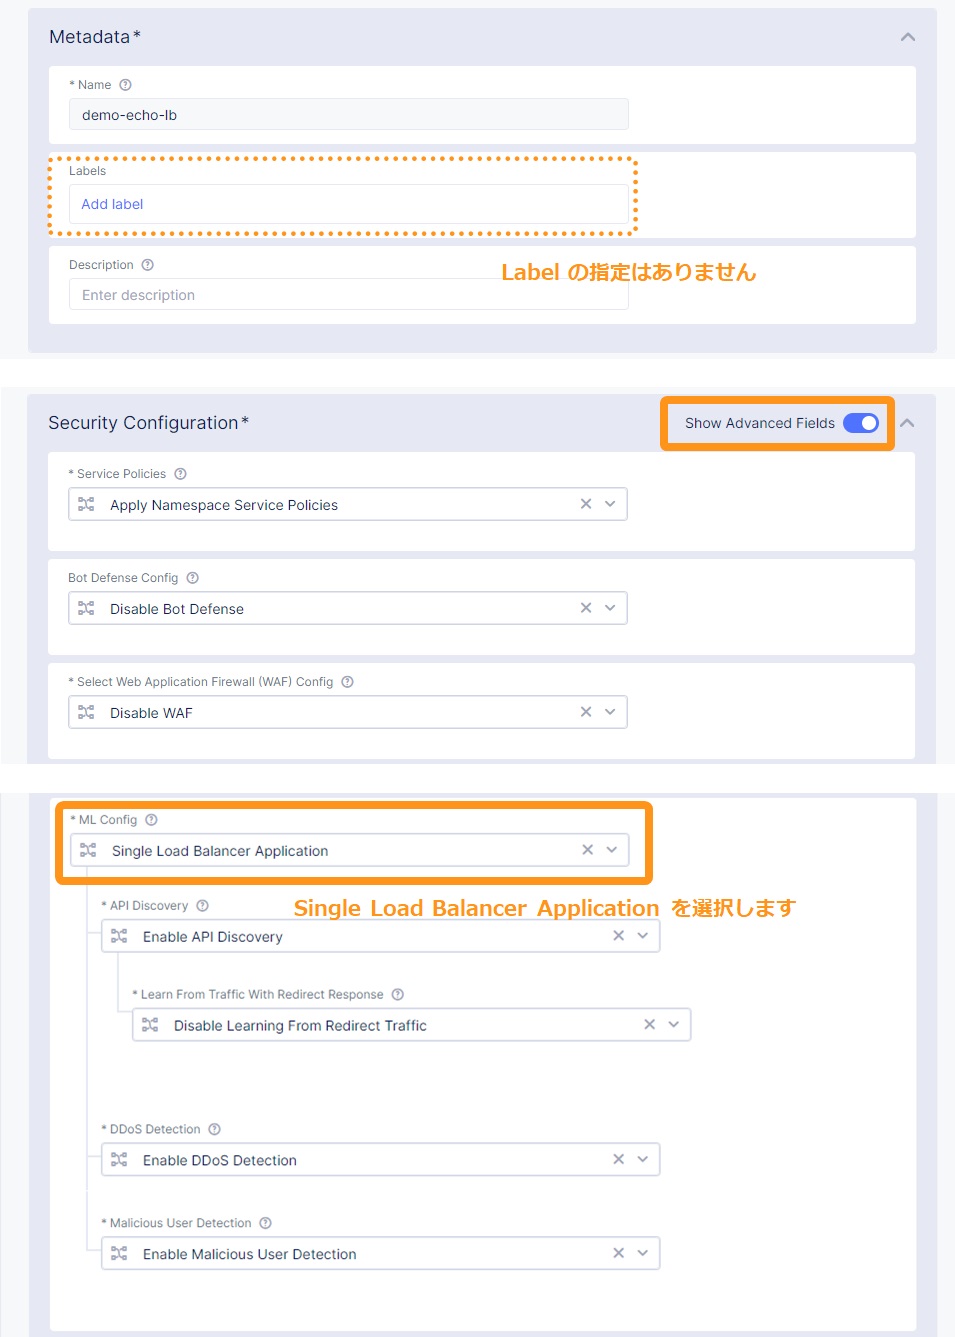 Metadata*
* Name
demo-echo-lb
Labels
Add label
Description
Label の指定はありません
Enter description
Security Configuration*
Show Advanced Fields
* Service Policies
Apply Namespace Service Policies
Bot Defense Config
Disable Bot Defense
* Select Web Application Firewall (WAF) Config
Disable WAF
* ML Config
Single Load Balancer Application
* API Discovery
Single Load Balancer Application を選択します
Enable API Discovery
* Learn From Traffic With Redirect Response
Disable Learning From Redirect Traffic
* DDoS Detection
Enable DDoS Detection
* Malicious User Detection
Enable Malicious User Detection